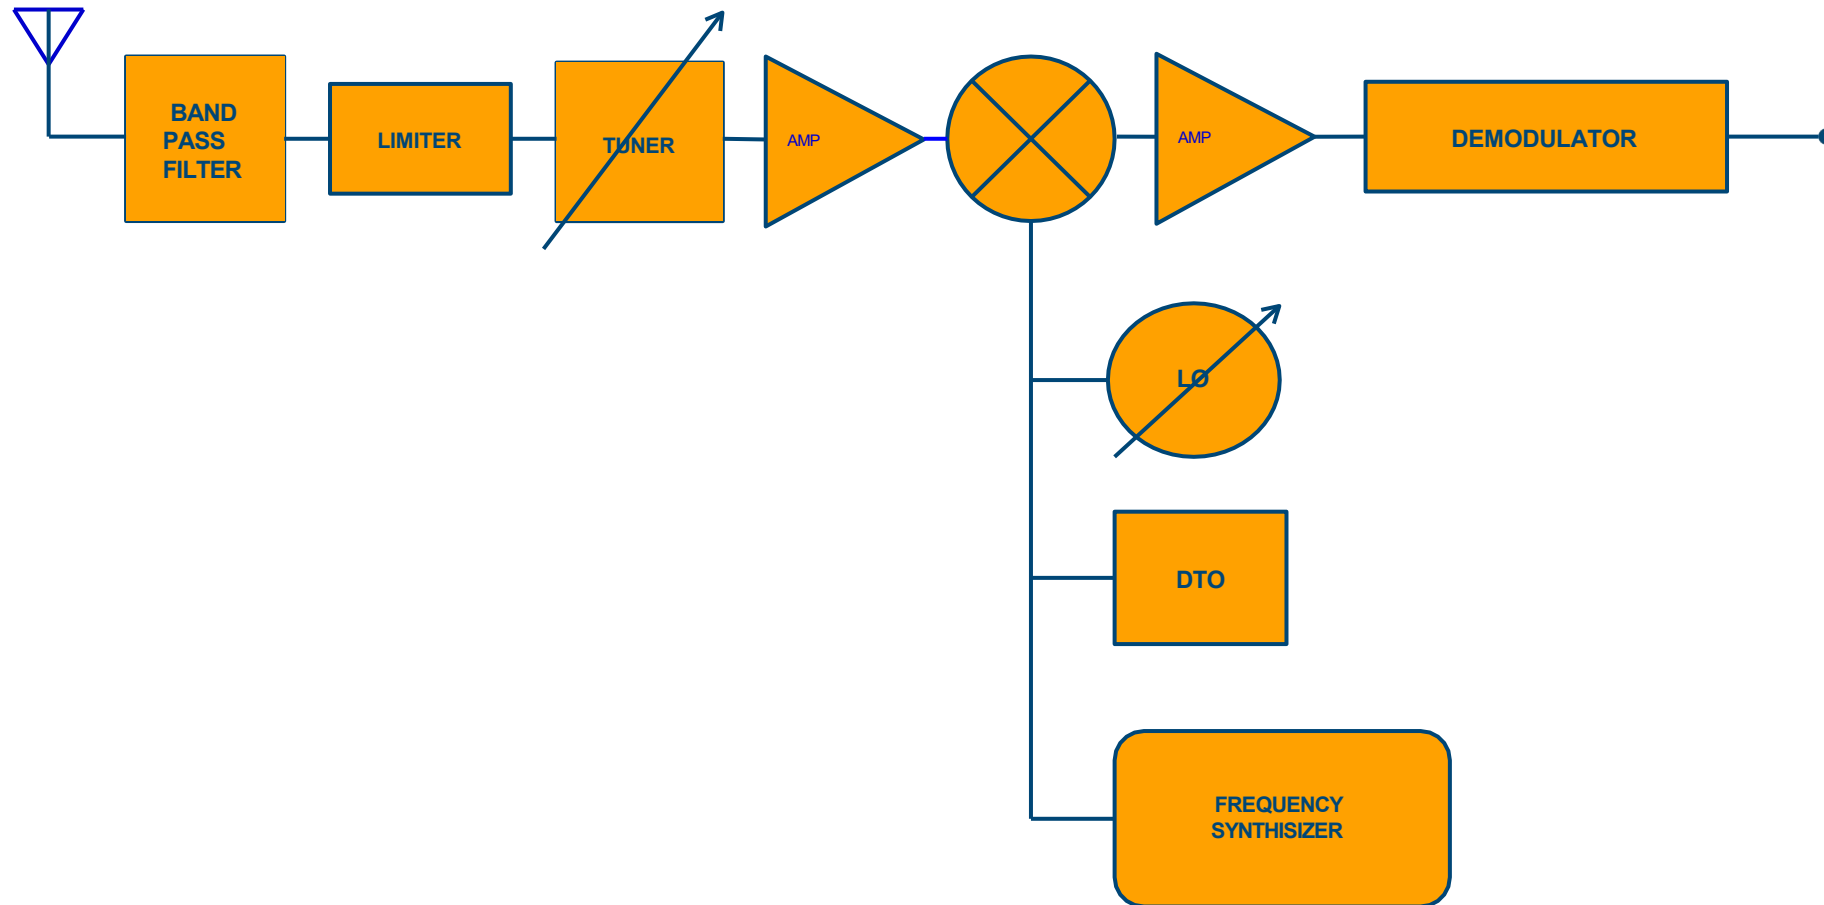 BAND
PASS
FILTER
LIMITER
TUNER
AMP
AMP
DEMODULATOR
LO
DTO
FREQUENCY
SYNTHISIZER